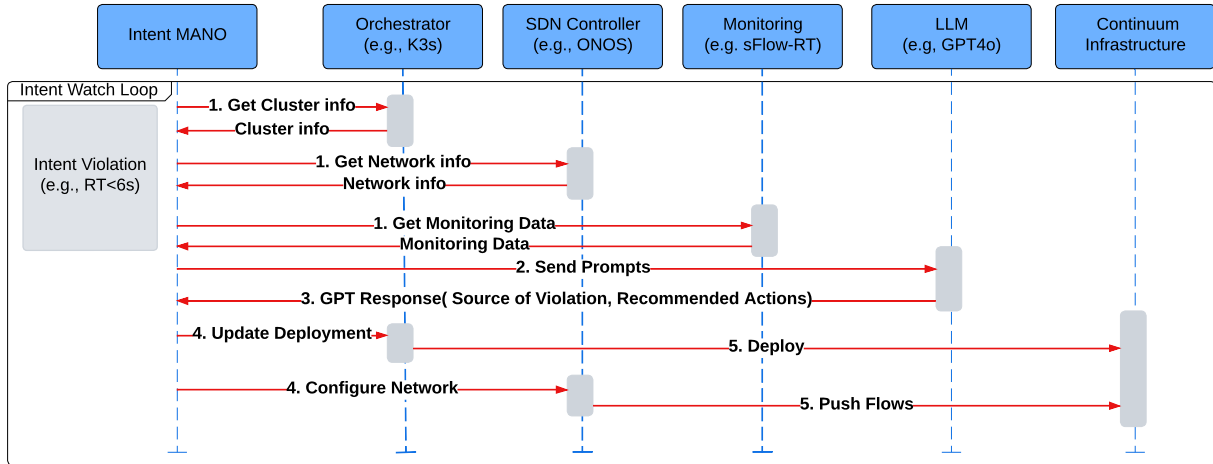 Intent MANO
Orchestrator
(e.g., K3s)
SDN Controller
(e.g., ONOS)
Monitoring
(e.g. sFlow-RT)
LLM
(e.g, GPT4o)
Continuum
Infrastructure
Intent Watch Loop
Intent Violation
(e.g., RT<6s)
1. Get Cluster info
Cluster info
1. Get Network info
Network info
1. Get Monitoring Data
Monitoring Data
2. Send Prompts
3. GPT Response( Source of Violation, Recommended Actions)
4. Update Deployment
5. Deploy
4. Configure Network
5. Push Flows